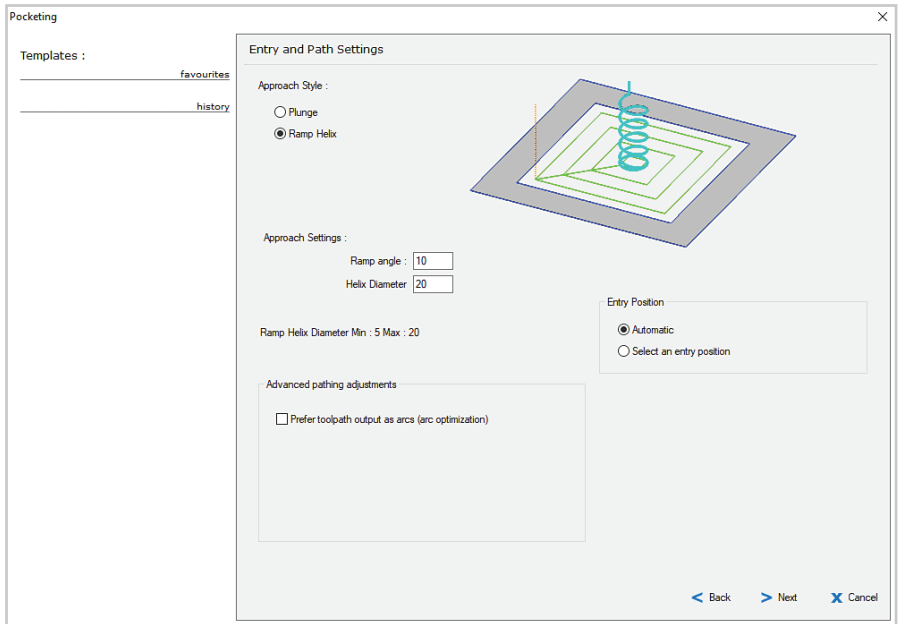 Pocketing
Templates :
favourites
history
Entry and Path Settings
Approach Style :
Plunge
Ramp Helix
Approach Settings :
Ramp angle : 10
Helix Diameter 20
Ramp Helix Diameter Min : 5 Max : 20
Entry Position
Automatic
Select an entry position
Advanced pathing adjustments
Prefer toolpath output as arcs (arc optimization)
< Back > Next X Cancel